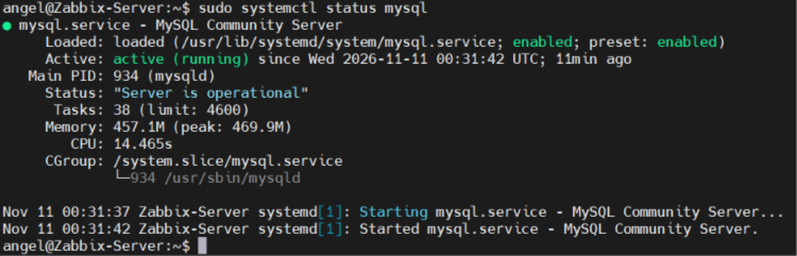 angel@Zabbix-Server:~$ sudo systemctl status mysql
● mysql.service - MySQL Community Server
Loaded: loaded (/usr/lib/systemd/system/mysql.service; enabled; preset: enabled)
Active: active (running) since Wed 2026-11-11 00:31:42 UTC; 11min ago
Main PID: 934 (mysqld)
Status: "Server is operational"
Tasks: 38 (limit: 4600)
Memory: 457.1M (peak: 469.9M)
CPU: 14.465s
CGroup: /system.slice/mysql.service
└─934 /usr/sbin/mysqld
Nov 11 00:31:37 Zabbix-Server systemd[1]: Starting mysql.service - MySQL Community Server...
Nov 11 00:31:42 Zabbix-Server systemd[1]: Started mysql.service - MySQL Community Server.
angel@Zabbix-Server:~$